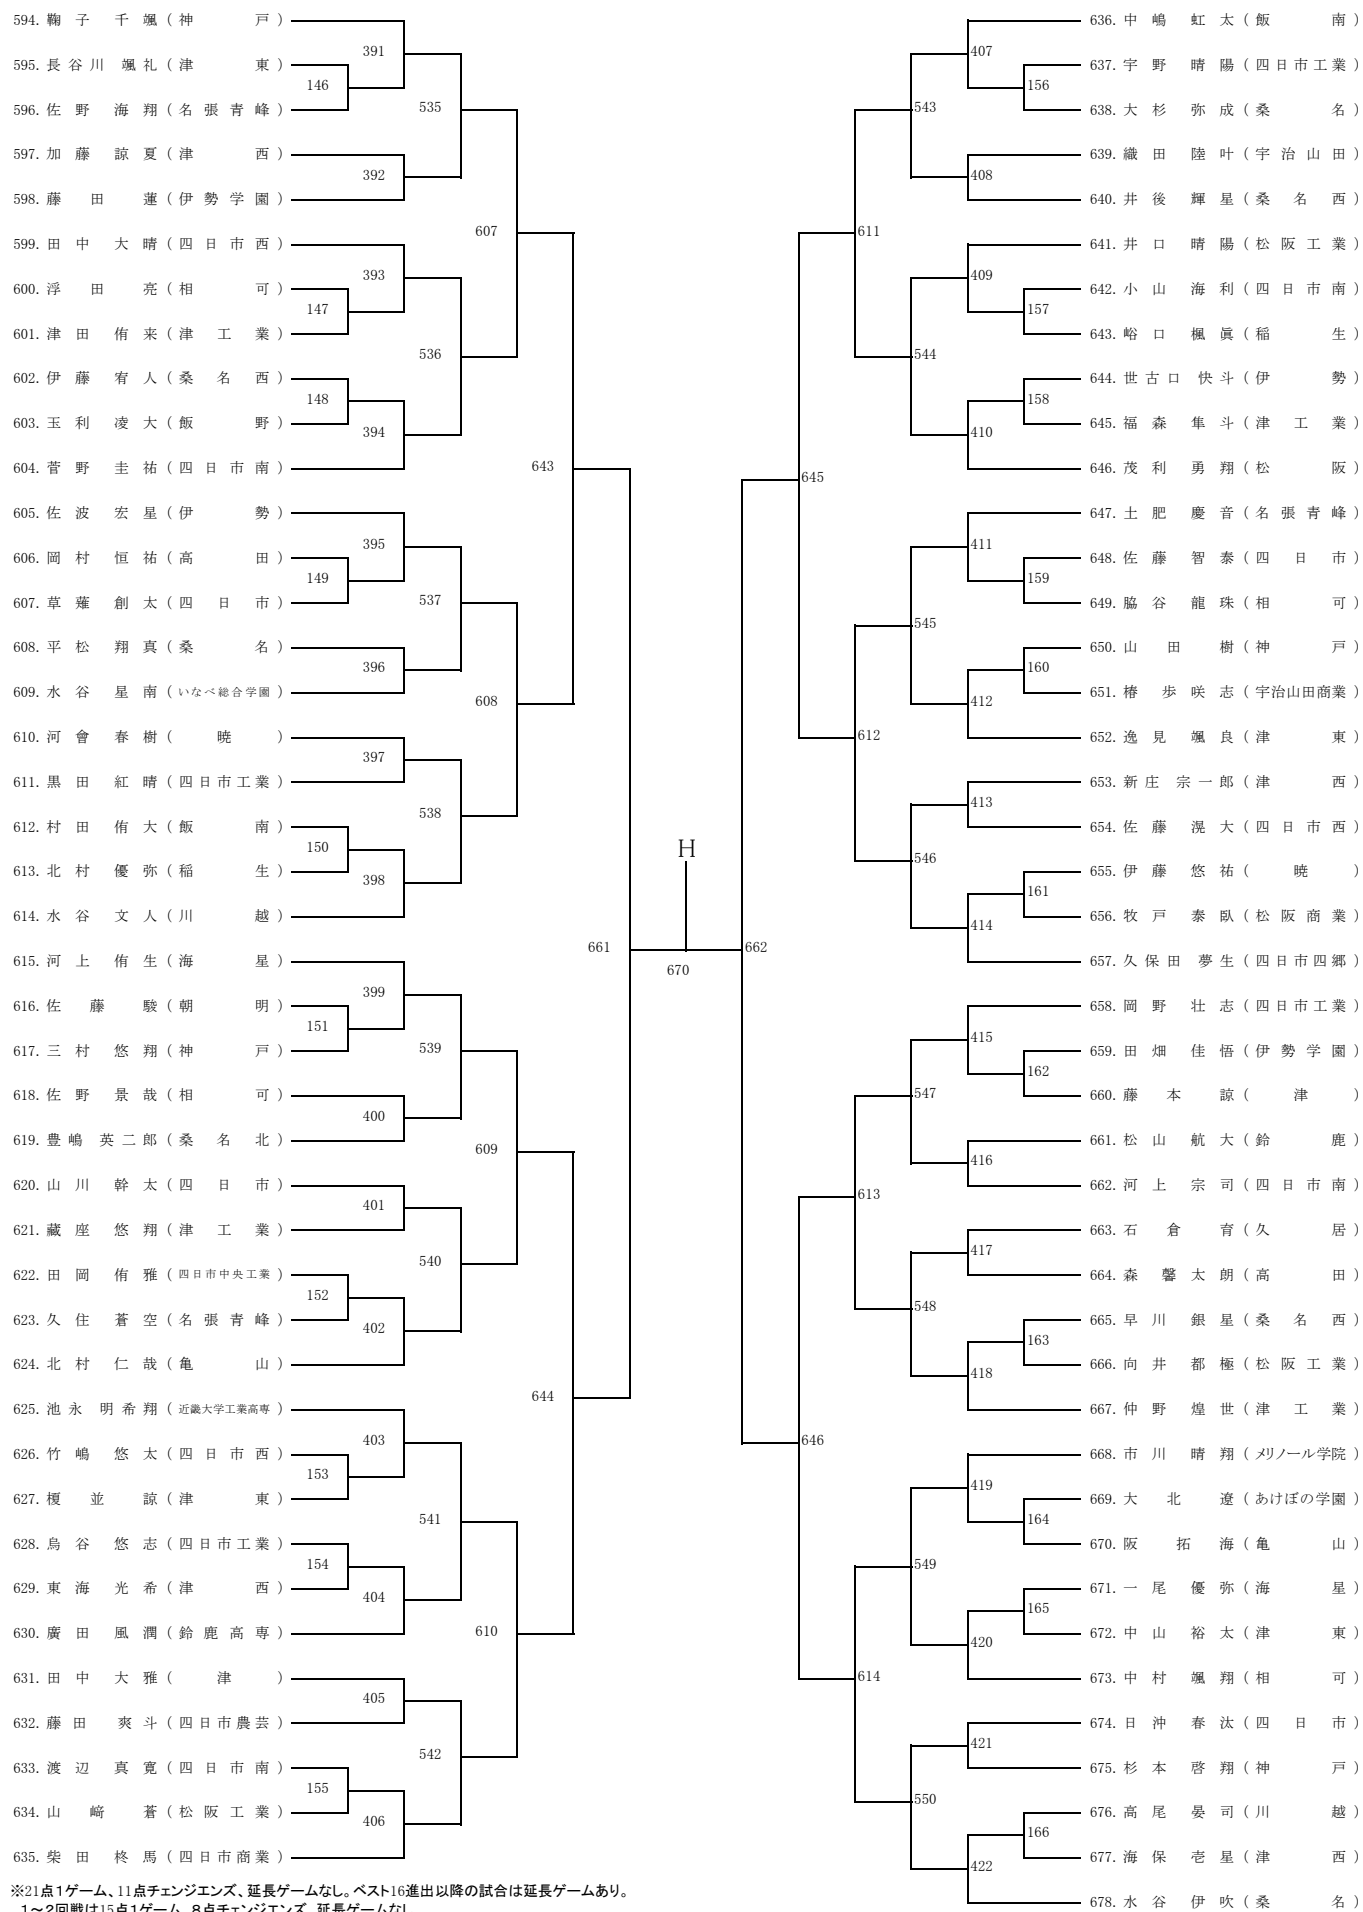 594. 鞠子 千颯 （神戸）
391
595. 長谷川 颯礼 （津東）
146
596. 佐野 海翔 （名張青峰）
535
597. 加藤 諒夏 （津西）
392
598. 藤田 蓮 （伊勢学園）
607
599. 田中 大晴 （四日市西）
393
600. 浮田 亮 （相可）
147
601. 津田 侑来 （津工業）
536
602. 伊藤 宥人 （桑名西）
148
603. 玉利 凌大 （飯野）
394
604. 菅野 圭祐 （四日市南）
643
605. 佐波 宏星 （伊勢）
395
606. 岡村 恒祐 （高田）
149
607. 草薙 創太 （四日市）
537
608. 平松 翔真 （桑名）
396
609. 水谷 星南 （いなべ総合学園）
608
610. 河會 春樹 （暁）
397
611. 黒田 紅晴 （四日市工業）
538
612. 村田 侑大 （飯南）
150
613. 北村 優弥 （稲生）
398
614. 水谷 文人 （川越）
661
615. 河上 侑生 （海星）
399
616. 佐藤 駿 （朝明）
151
617. 三村 悠翔 （神戸）
539
618. 佐野 景哉 （相可）
400
619. 豊嶋 英二郎 （桑名北）
609
620. 山川 幹太 （四日市）
401
621. 藏座 悠翔 （津工業）
540
622. 田岡 侑雅 （四日市中央工業）
152
623. 久住 蒼空 （名張青峰）
402
624. 北村 仁哉 （亀山）
644
625. 池永 明希翔 （近畿大学工業高専）
403
626. 竹嶋 悠太 （四日市西）
153
627. 榎並 諒 （津東）
541
628. 鳥谷 悠志 （四日市工業）
154
629. 東海 光希 （津西）
404
630. 廣田 風潤 （鈴鹿高専）
610
631. 田中 大雅 （津）
405
632. 藤田 爽斗 （四日市農芸）
542
633. 渡辺 真寛 （四日市南）
155
634. 山﨑 蒼 （松阪工業）
406
635. 柴田 柊馬 （四日市商業）
H
670
636. 中嶋 虹太 （飯南）
407
637. 宇野 晴陽 （四日市工業）
156
638. 大杉 弥成 （桑名）
543
639. 織田 陸叶 （宇治山田）
408
640. 井後 輝星 （桑名西）
611
641. 井口 晴陽 （松阪工業）
409
642. 小山 海利 （四日市南）
157
643. 峪口 楓眞 （稲生）
544
644. 世古口 快斗 （伊勢）
158
645. 福森 隼斗 （津工業）
410
646. 茂利 勇翔 （松阪）
645
647. 土肥 慶音 （名張青峰）
411
648. 佐藤 智泰 （四日市）
159
649. 脇谷 龍珠 （相可）
545
650. 山田 樹 （神戸）
160
651. 椿 歩咲志 （宇治山田商業）
412
652. 逸見 颯良 （津東）
612
653. 新庄 宗一郎 （津西）
413
654. 佐藤 滉大 （四日市西）
546
655. 伊藤 悠祐 （暁）
161
656. 牧戸 泰臥 （松阪商業）
414
657. 久保田 夢生 （四日市四郷）
662
658. 岡野 壮志 （四日市工業）
415
659. 田畑 佳悟 （伊勢学園）
162
660. 藤本 諒 （津）
547
661. 松山 航大 （鈴鹿）
416
662. 河上 宗司 （四日市南）
613
663. 石倉 育 （久居）
417
664. 森 馨太朗 （高田）
548
665. 早川 銀星 （桑名西）
163
666. 向井 都極 （松阪工業）
418
667. 仲野 煌世 （津工業）
646
668. 市川 晴翔 （メリノール学院）
419
669. 大北 遼 （あけぼの学園）
164
670. 阪 拓海 （亀山）
549
671. 一尾 優弥 （海星）
165
672. 中山 裕太 （津東）
420
673. 中村 颯翔 （相可）
614
674. 日沖 春汰 （四日市）
421
675. 杉本 啓翔 （神戸）
550
676. 高尾 晏司 （川越）
166
677. 海保 壱星 （津西）
422
678. 水谷 伊吹 （桑名）
※21点１ゲーム、11点チェンジエンズ、延長ゲームなし。ベスト16進出以降の試合は延長ゲームあり。
１～２回戦は15点１ゲーム、８点チェンジエンズ、延長ゲームなし